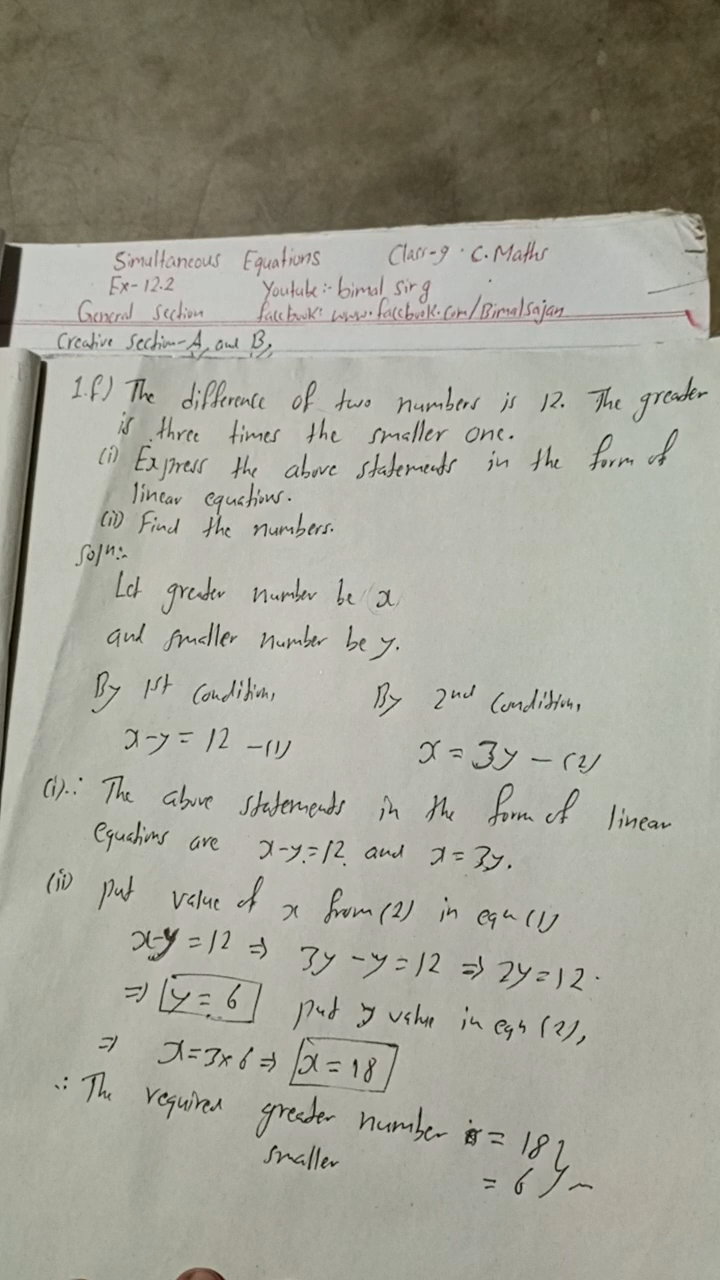 Simultaneous Equations Class-9 . C. Maths
Ex-12.2 Youtube:- bimal sir g
General section facebook: www.facebook.com/Bimalsajan
Creative section-A and B,
1.f) The difference of two numbers is 12. The greader
is three times the smaller one.
(i) Express the above statements in the form of
linear equations.
(ii) Find the numbers.
Soln:-
Let greader number be x
and smaller number be y.
By 1st Condition, By 2nd Condition,
x-y = 12 -(1) x = 3y - (2)
(i)∴ The above statements in the form of linear
equations are x-y=12 and x=3y.
(ii) put value of x from (2) in eqn (1)
x-y = 12 ⇒ 3y - y = 12 ⇒ 2y = 12.
⇒ y = 6 put y value in eqn (2),
⇒ x = 3×6 ⇒ x = 18
∴ The required greader number = 18
smaller = 6